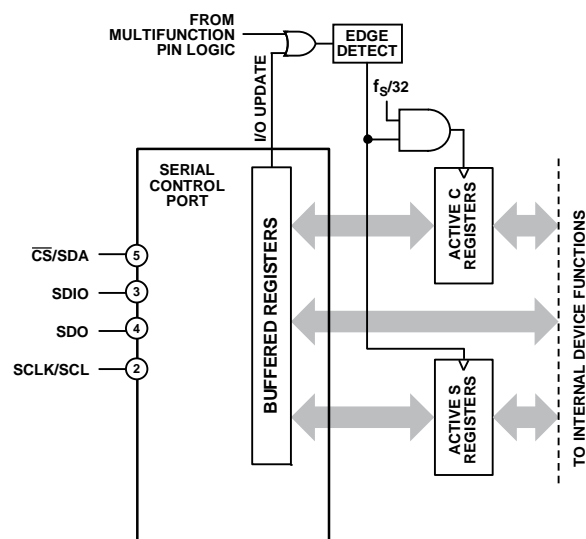 FROM
MULTIFUNCTION
PIN LOGIC
EDGE
DETECT
I/O UPDATE
fS/32
SERIAL
CONTROL
PORT
BUFFERED REGISTERS
ACTIVE C
REGISTERS
CS/SDA
5
SDIO
3
SDO
4
SCLK/SCL
2
ACTIVE S
REGISTERS
TO INTERNAL DEVICE FUNCTIONS